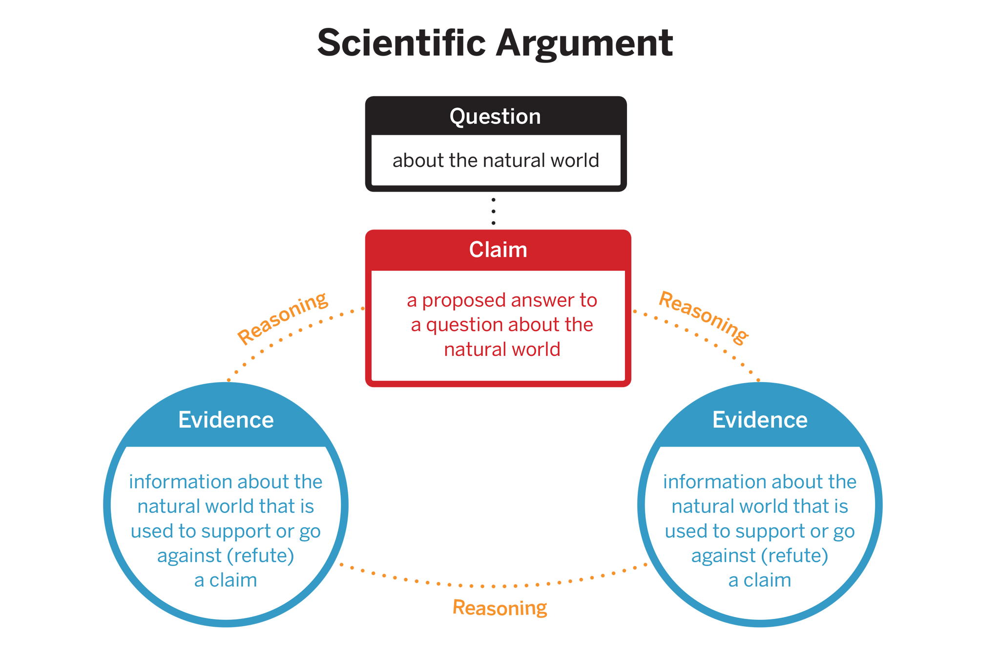 Scientific Argument
Question
about the natural world
Claim
a proposed answer to
a question about the
natural world
Reasoning
Reasoning
Evidence
information about the
natural world that is
used to support or go
against (refute)
a claim
Evidence
information about the
natural world that is
used to support or go
against (refute)
a claim
Reasoning